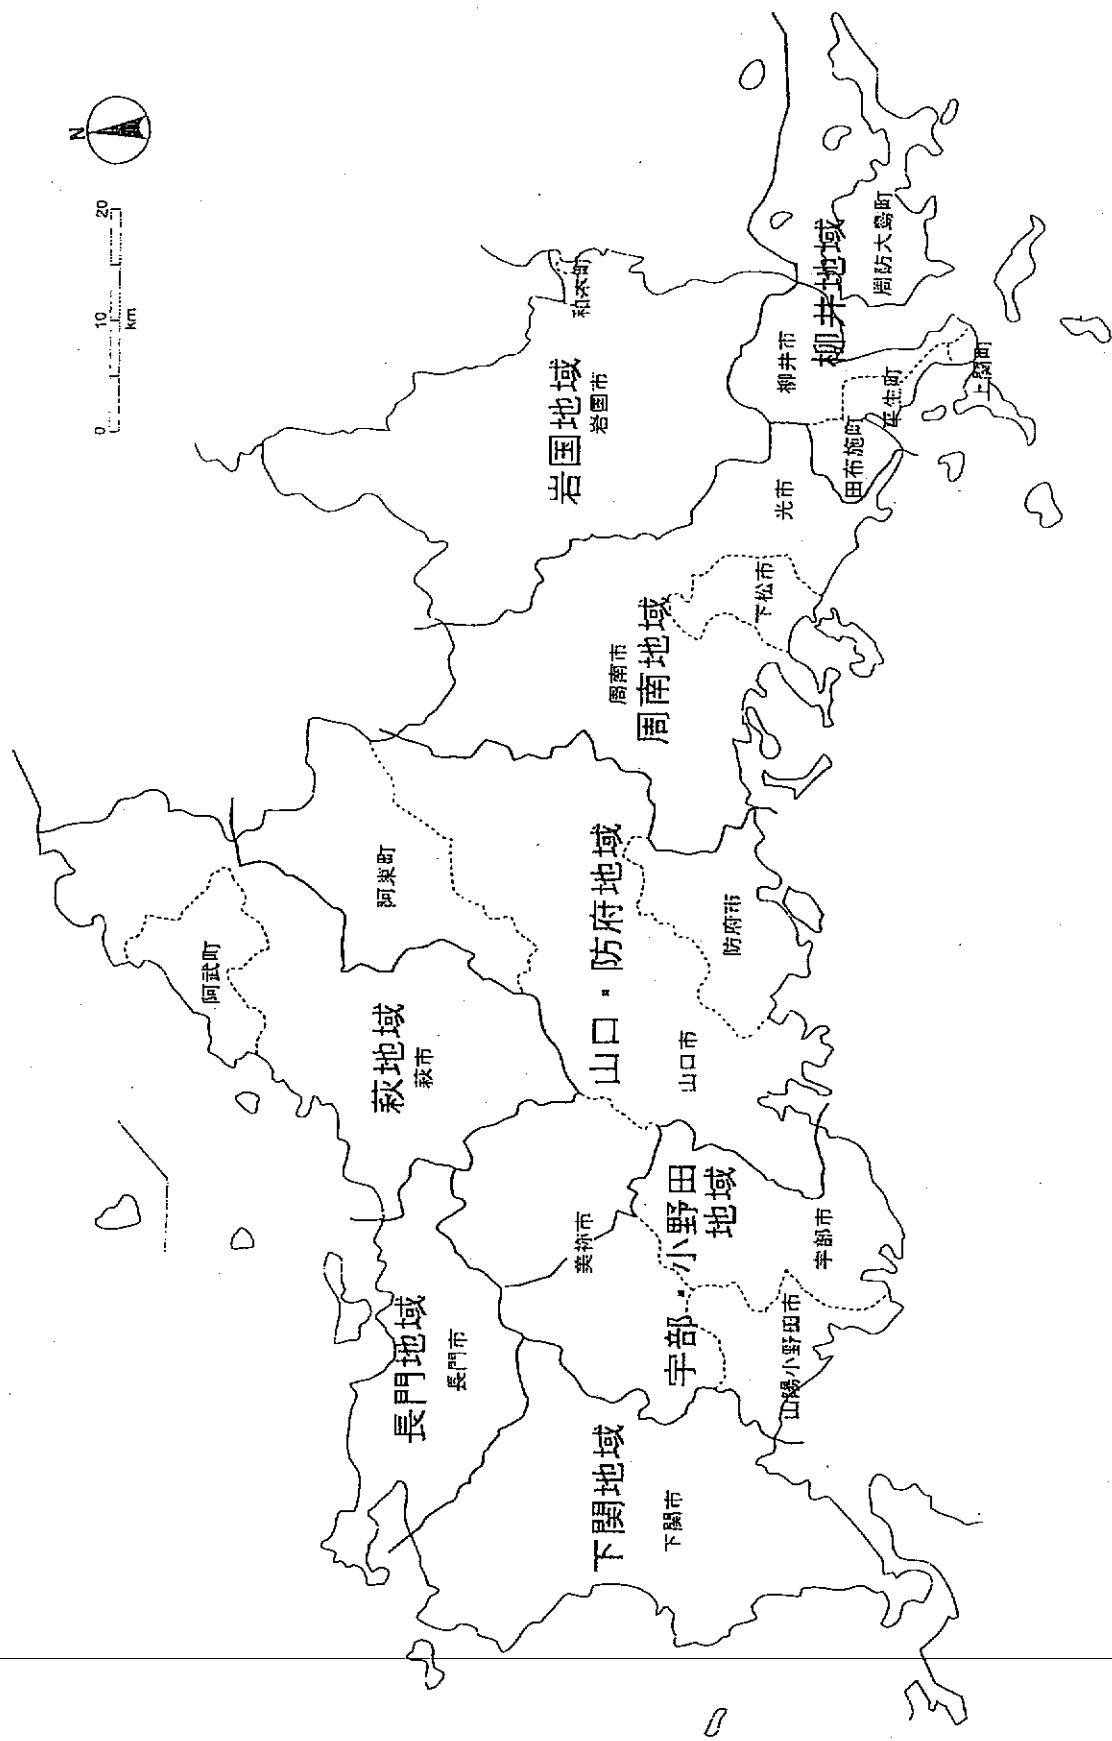 N
0 10 20
km
阿武町
萩地域
萩市
長門地域
長門市
下関地域
下関市
美祢市
宇部・小野田
地域
宇部市
山陽小野田市
阿東町
山口・防府地域
山口市
防府市
周南地域
周南市
下松市
光市
岩国地域
岩国市
和木町
柳井地域
柳井市
周防大島町
田布施町
平生町
上関町